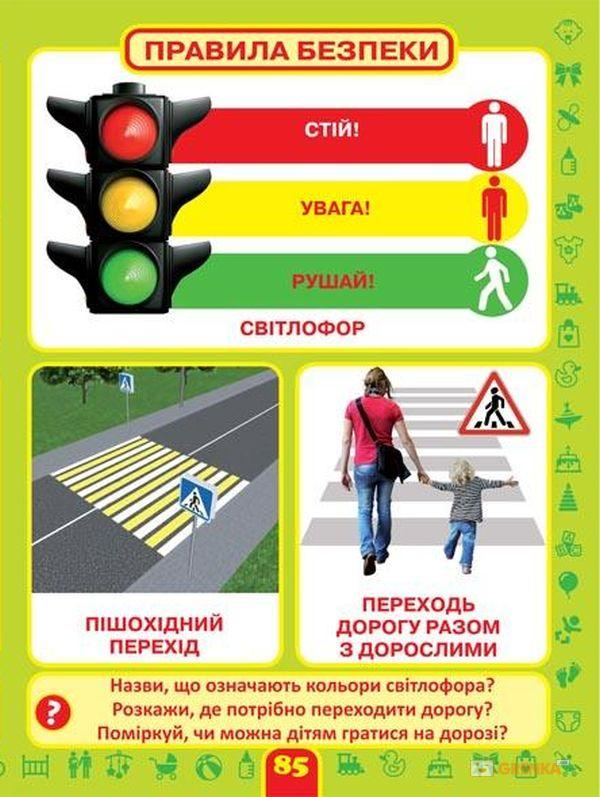 ПРАВИЛА БЕЗПЕКИ
СТІЙ!
УВАГА!
РУШАЙ!
СВІТЛОФОР
ПІШОХІДНИЙ
ПЕРЕХІД
ПЕРЕХОДЬ
ДОРОГУ РАЗОМ
З ДОРОСЛИМИ
?
Назви, що означають кольори світлофора?
Розкажи, де потрібно переходити дорогу?
Поміркуй, чи можна дітям гратися на дорозі?
85